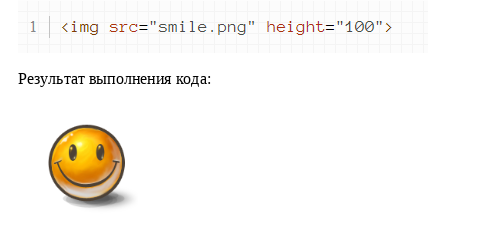 1 <img src="smile.png" height="100">
Результат выполнения кода: